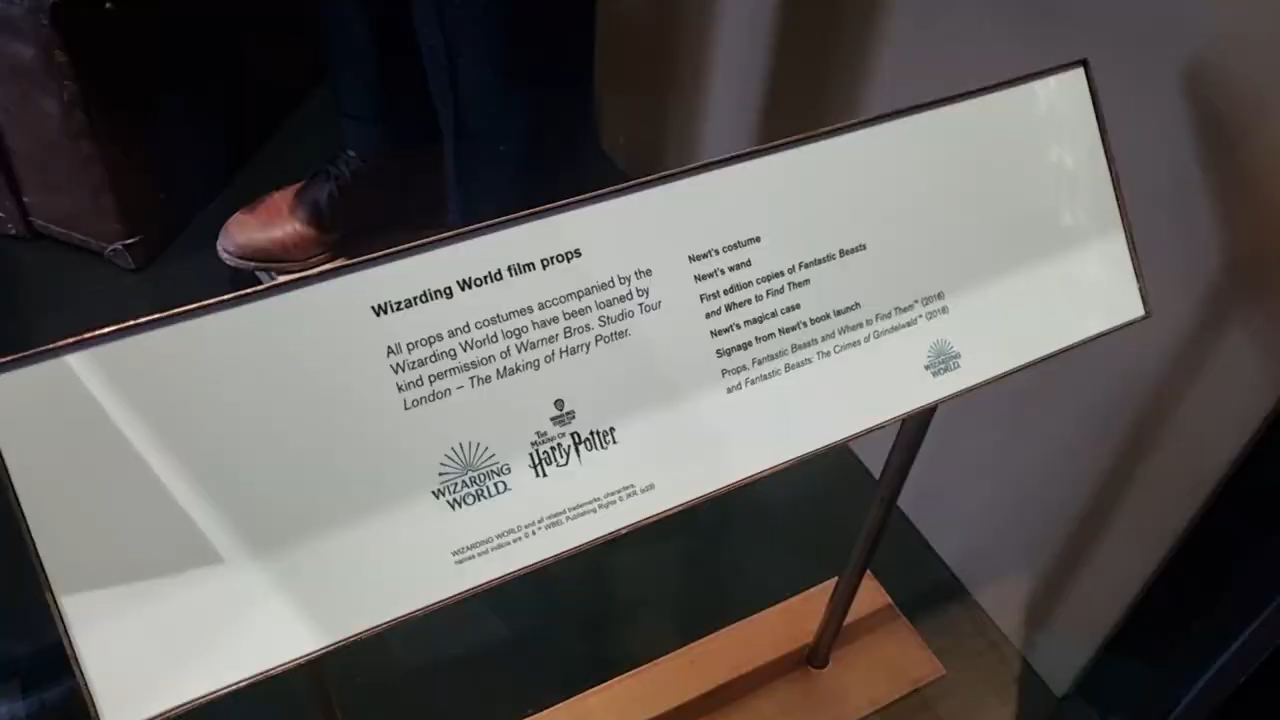 Wizarding World film props
All props and costumes accompanied by the
Wizarding World logo have been loaned by
kind permission of Warner Bros. Studio Tour
London – The Making of Harry Potter.
WIZARDING
WORLD
THE
MAKING OF
Harry Potter
WIZARDING WORLD and all related trademarks, characters,
names and indicia are © & ™ WBEI. Publishing Rights © JKR. (s23)
Newt's costume
Newt's wand
First edition copies of Fantastic Beasts
and Where to Find Them
Newt's magical case
Signage from Newt's book launch
Props, Fantastic Beasts and Where to Find Them™ (2016)
and Fantastic Beasts: The Crimes of Grindelwald™ (2018)
WIZARDING
WORLD